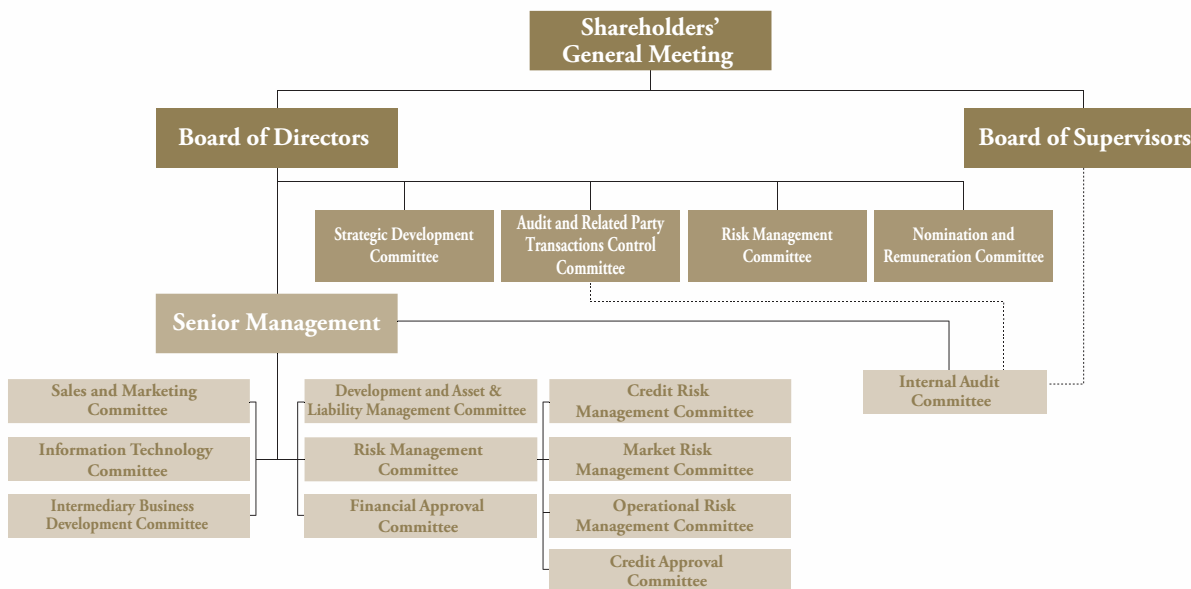 Shareholders’
General Meeting
Board of Directors
Board of Supervisors
Strategic Development
Committee
Audit and Related Party
Transactions Control
Committee
Risk Management
Committee
Nomination and
Remuneration Committee
Senior Management
Internal Audit
Committee
Sales and Marketing
Committee
Development and Asset &
Liability Management Committee
Credit Risk
Management Committee
Information Technology
Committee
Risk Management
Committee
Market Risk
Management Committee
Intermediary Business
Development Committee
Financial Approval
Committee
Operational Risk
Management Committee
Credit Approval
Committee